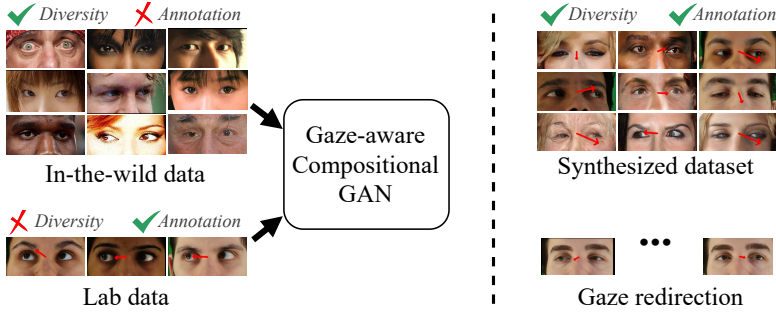 Diversity Annotation
In-the-wild data
Diversity Annotation
Lab data
Gaze-aware
Compositional
GAN
Diversity Annotation
Synthesized dataset
Gaze redirection